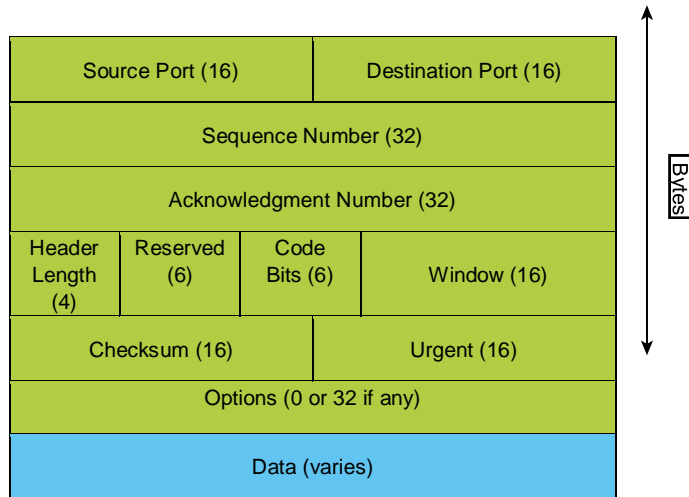 Source Port (16)
Destination Port (16)
Sequence Number (32)
Acknowledgment Number (32)
Header
Length
(4)
Reserved
(6)
Code
Bits (6)
Window (16)
Checksum (16)
Urgent (16)
Options (0 or 32 if any)
Data (varies)
Bytes